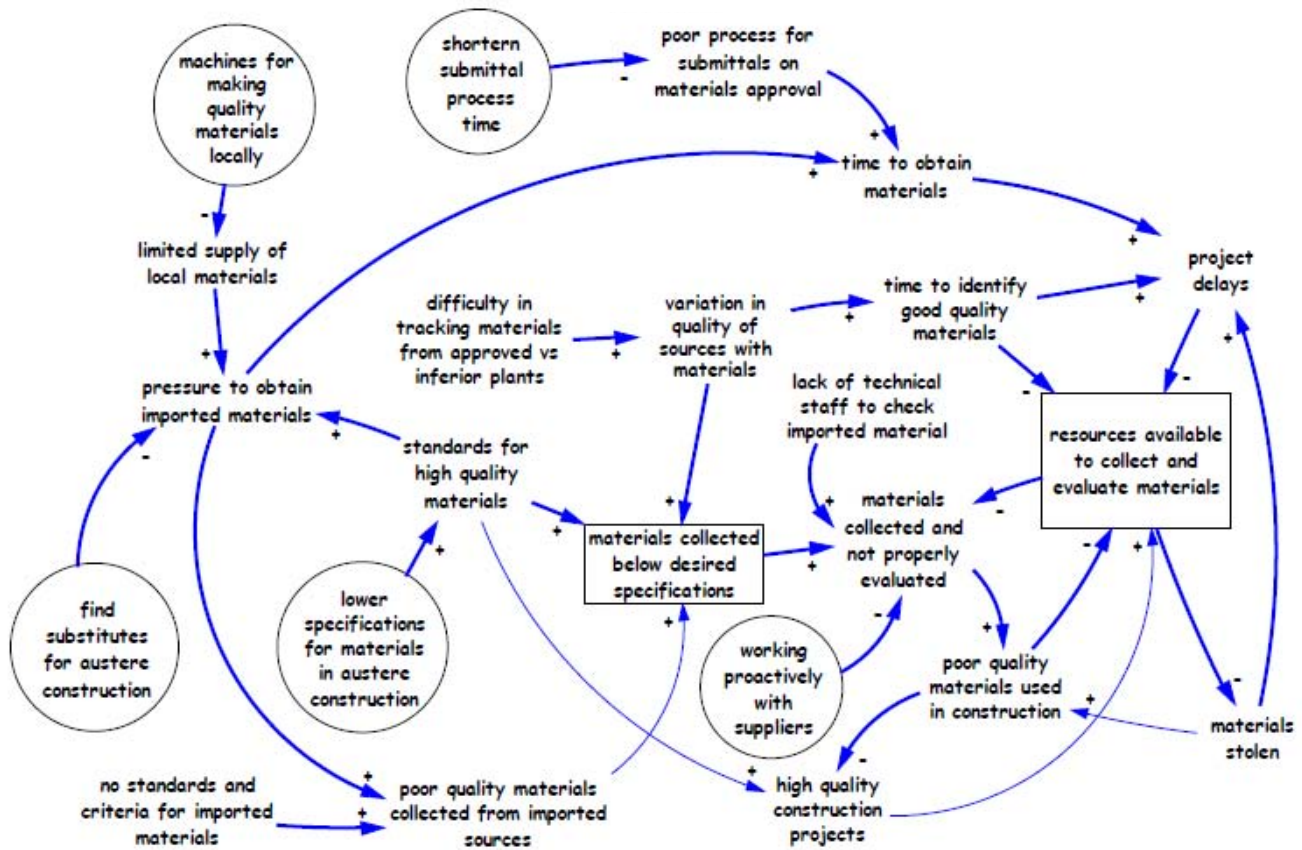 machines for
making
quality
materials
locally
shortern
submittal
process
time
poor process for
submittals on
materials approval
-
+
time to obtain
materials
+
-
limited supply of
local materials
+
project
delays
+
difficulty in
tracking materials
from approved vs
inferior plants
+
variation in
quality of
sources with
materials
+
time to identify
good quality
materials
+
+
-
-
pressure to obtain
imported materials
-
+
lack of technical
staff to check
imported material
resources available
to collect and
evaluate materials
standards for
high quality
materials
+
+
+
materials collected
below desired
specifications
+
+
+
materials
collected and
not properly
evaluated
-
-
+
-
find
substitutes
for austere
construction
lower
specifications
for materials
in austere
construction
working
proactively
with
suppliers
+
poor quality
materials used
in construction
+
-
materials
stolen
no standards and
criteria for imported
materials
+
+
poor quality materials
collected from imported
sources
+
-
high quality
construction
projects